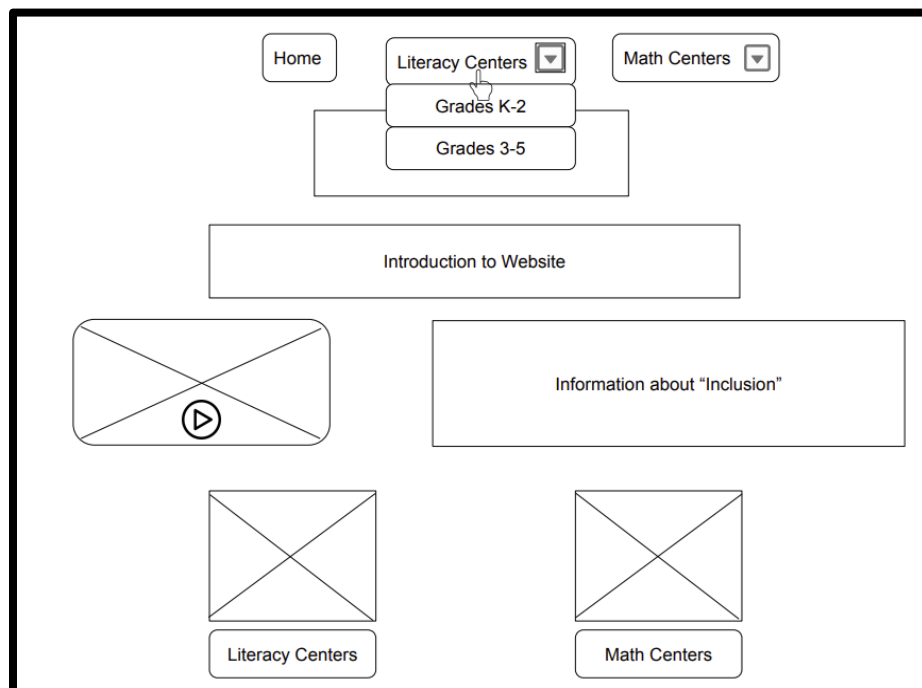 Home
Literacy Centers
Math Centers
Grades K-2
Grades 3-5
Introduction to Website
Information about “Inclusion”
Literacy Centers
Math Centers